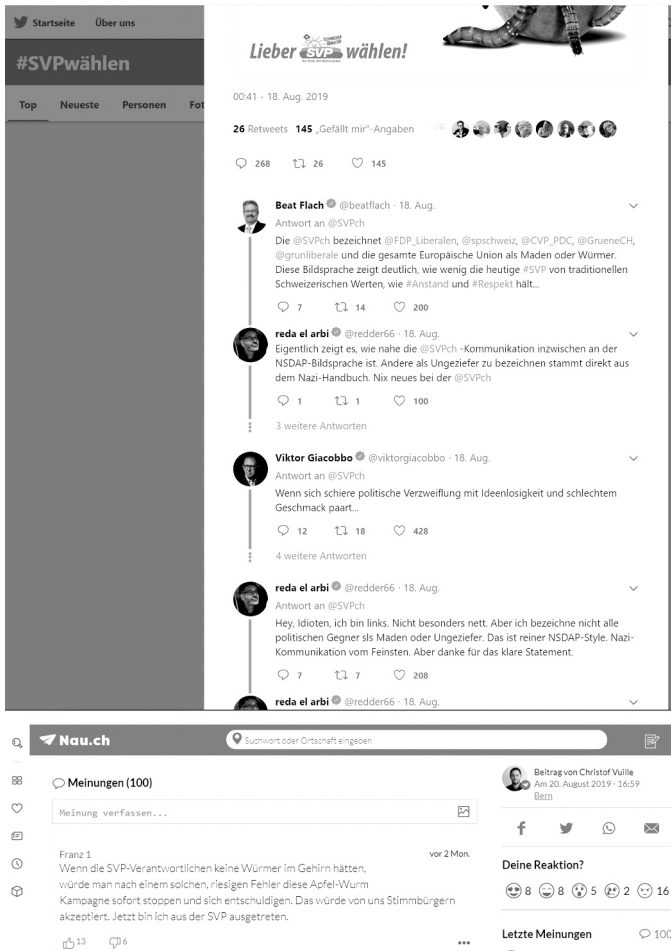 Startseite Über uns
#SVPwählen
Top Neueste Personen Fot
Lieber SVP wählen!
00:41 - 18. Aug. 2019
26 Retweets 145 „Gefällt mir“-Angaben
268 26 145
Beat Flach @beatflach · 18. Aug.
Antwort an @SVPch
Die @SVPch bezeichnet @FDP_Liberalen, @spschweiz, @CVP_PDC, @GrueneCH,
@grunliberale und die gesamte Europäische Union als Maden oder Würmer.
Diese Bildsprache zeigt deutlich, wie wenig die heutige #SVP von traditionellen
Schweizerischen Werten, wie #Anstand und #Respekt hält...
7 14 200
reda el arbi @redder66 · 18. Aug.
Eigentlich zeigt es, wie nahe die @SVPch -Kommunikation inzwischen an der
NSDAP-Bildsprache ist. Andere als Ungeziefer zu bezeichnen stammt direkt aus
dem Nazi-Handbuch. Nix neues bei der @SVPch
1 1 100
3 weitere Antworten
Viktor Giacobbo @viktorgiacobbo · 18. Aug.
Antwort an @SVPch
Wenn sich schiere politische Verzweiflung mit Ideenlosigkeit und schlechtem
Geschmack paart...
12 18 428
4 weitere Antworten
reda el arbi @redder66 · 18. Aug.
Antwort an @SVPch
Hey, Idioten, ich bin links. Nicht besonders nett. Aber ich bezeichne nicht alle
politischen Gegner sls Maden oder Ungeziefer. Das ist reiner NSDAP-Style. Nazi-
Kommunikation vom Feinsten. Aber danke für das klare Statement.
7 7 208
reda el arbi @redder66 · 18. Aug.
Nau.ch
Suchwort oder Ortschaft eingeben
Meinungen (100)
Meinung verfassen...
Franz 1 vor 2 Mon.
Wenn die SVP-Verantwortlichen keine Würmer im Gehirn hätten,
würde man nach einem solchen, riesigen Fehler diese Apfel-Wurm
Kampagne sofort stoppen und sich entschuldigen. Das würde von uns Stimmbürgern
akzeptiert. Jetzt bin ich aus der SVP ausgetreten.
13 6
Beitrag von Christof Vuille
Am 20. August 2019 - 16:59
Bern
Deine Reaktion?
8 8 5 2 16
Letzte Meinungen 100